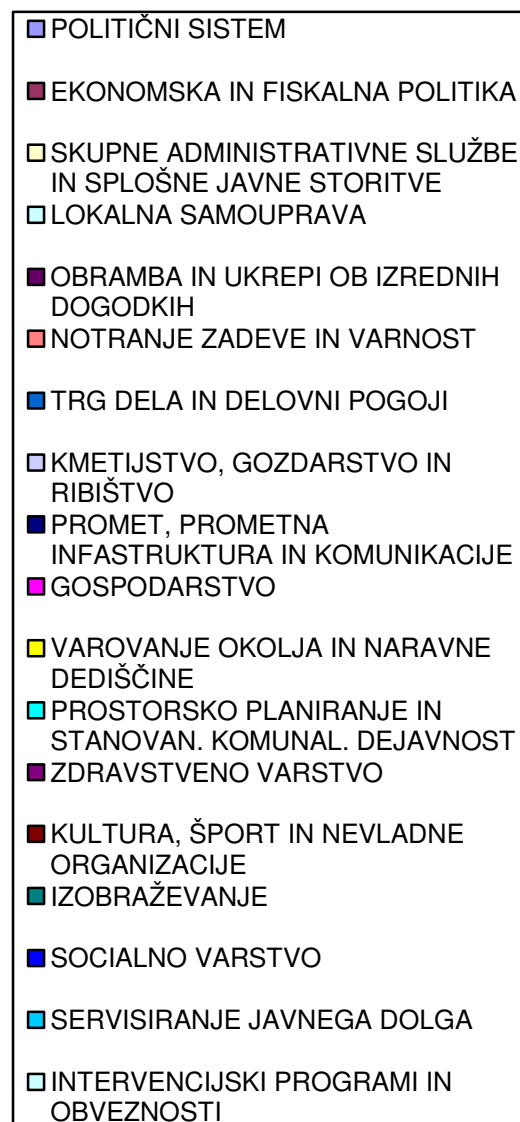 POLITIČNI SISTEM
EKONOMSKA IN FISKALNA POLITIKA
SKUPNE ADMINISTRATIVNE SLUŽBE
IN SPLOŠNE JAVNE STORITVE
LOKALNA SAMOUPRAVA
OBRAMBA IN UKREPI OB IZREDNIH
DOGODKIH
NOTRANJE ZADEVE IN VARNOST
TRG DELA IN DELOVNI POGOJI
KMETIJSTVO, GOZDARSTVO IN
RIBIŠTVO
PROMET, PROMETNA
INFASTRUKTURA IN KOMUNIKACIJE
GOSPODARSTVO
VAROVANJE OKOLJA IN NARAVNE
DEDIŠČINE
PROSTORSKO PLANIRANJE IN
STANOVAN. KOMUNAL. DEJAVNOST
ZDRAVSTVENO VARSTVO
KULTURA, ŠPORT IN NEVLADNE
ORGANIZACIJE
IZOBRAŽEVANJE
SOCIALNO VARSTVO
SERVISIRANJE JAVNEGA DOLGA
INTERVENCIJSKI PROGRAMI IN
OBVEZNOSTI